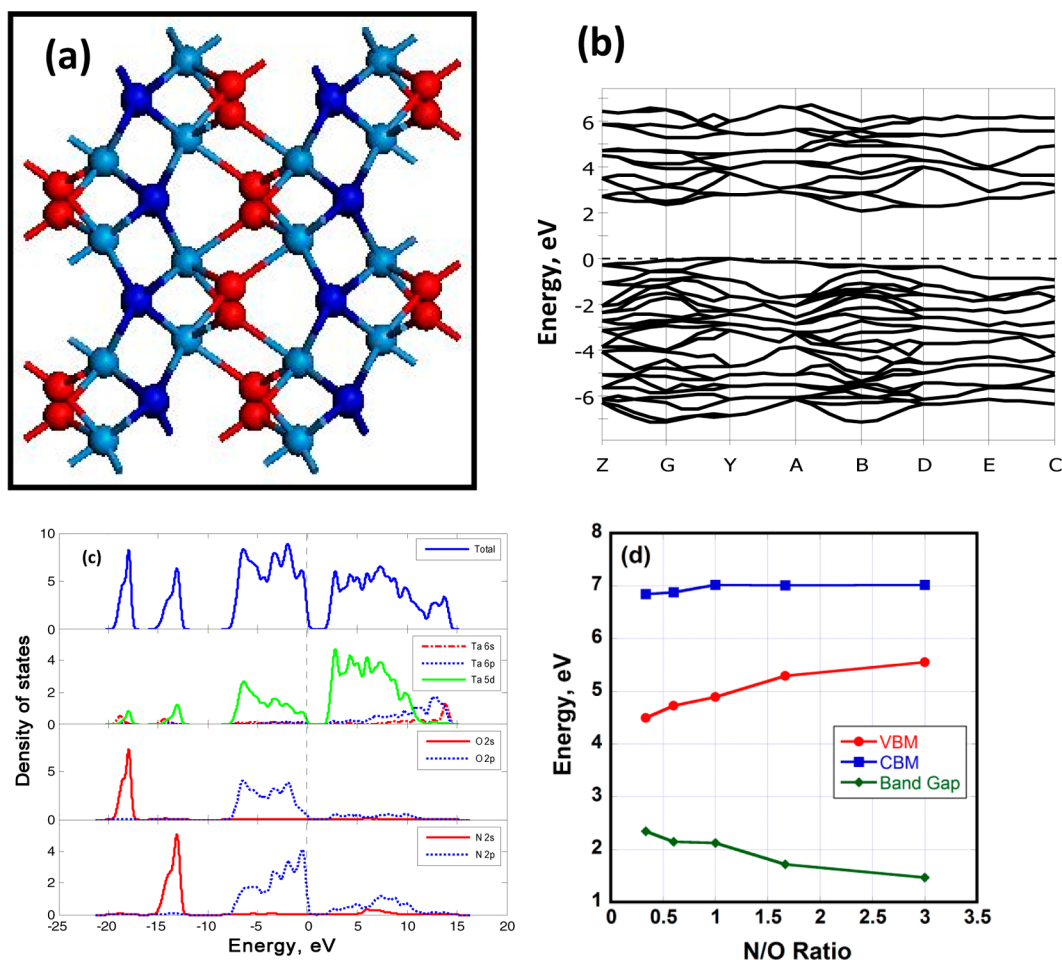 (a)
(b)
6
4
2
0
-2
-4
-6
Energy, eV
Z G Y A B D E C
(c)
10
5
0
Total
4
2
0
Ta 6s
Ta 6p
Ta 5d
5
0
O 2s
O 2p
4
2
0
N 2s
N 2p
-25 -20 -15 -10 -5 0 5 10 15 20
Density of states
Energy, eV
(d)
8
7
6
5
4
3
2
1
Energy, eV
VBM
CBM
Band Gap
0 0.5 1 1.5 2 2.5 3 3.5
N/O Ratio